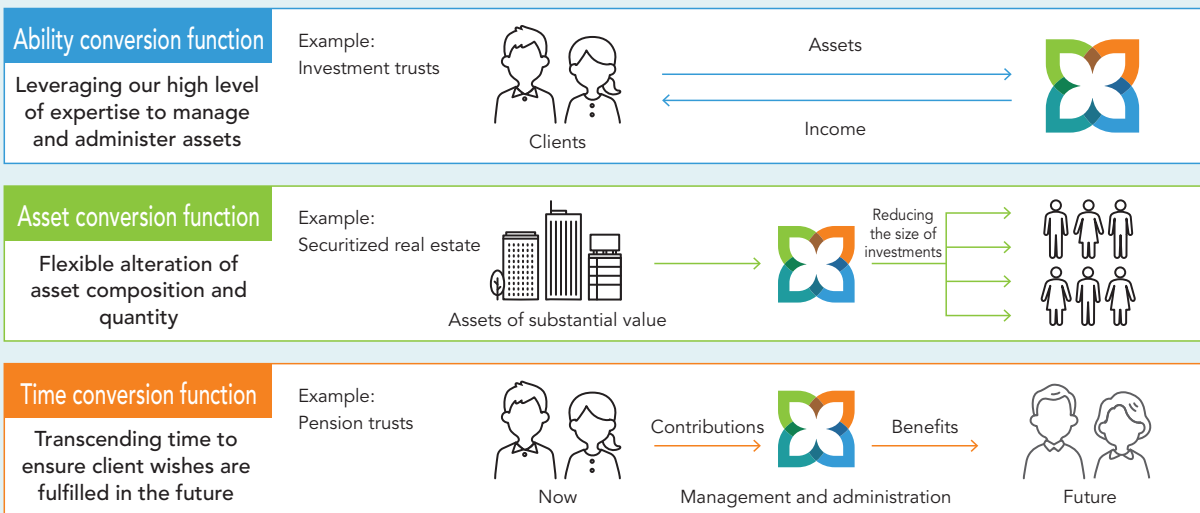 Ability conversion function
Leveraging our high level
of expertise to manage
and administer assets
Example:
Investment trusts
Clients
Assets
Income
Asset conversion function
Flexible alteration of
asset composition and
quantity
Example:
Securitized real estate
Assets of substantial value
Reducing
the size of
investments
Time conversion function
Transcending time to
ensure client wishes are
fulfilled in the future
Example:
Pension trusts
Now
Contributions
Management and administration
Benefits
Future